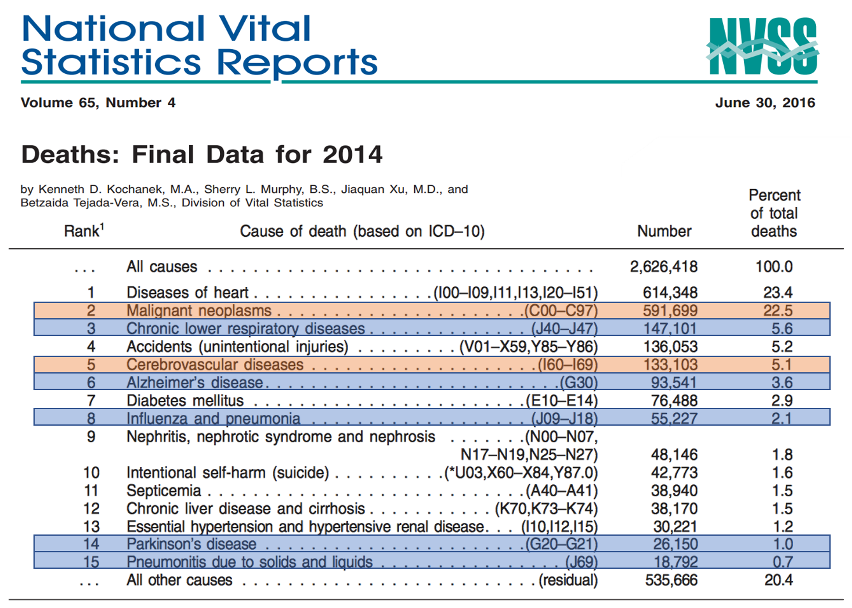 National Vital
Statistics Reports
NVSS
Volume 65, Number 4 June 30, 2016
Deaths: Final Data for 2014
by Kenneth D. Kochanek, M.A., Sherry L. Murphy, B.S., Jiaquan Xu, M.D., and
Betzaida Tejada-Vera, M.S., Division of Vital Statistics
Rank1 Cause of death (based on ICD–10) Number Percent of total deaths
. . . All causes . . . . . . . . . . . . . . . . . . . . . . . . . . . . . . . . . 2,626,418 100.0
1 Diseases of heart . . . . . . . . . . . . . . . (I00–I09,I11,I13,I20–I51) 614,348 23.4
2 Malignant neoplasms . . . . . . . . . . . . . . . . . . . . . (C00–C97) 591,699 22.5
3 Chronic lower respiratory diseases . . . . . . . . . . . . . (J40–J47) 147,101 5.6
4 Accidents (unintentional injuries) . . . . . . . . . (V01–X59,Y85–Y86) 136,053 5.2
5 Cerebrovascular diseases . . . . . . . . . . . . . . . . . . . (I60–I69) 133,103 5.1
6 Alzheimer's disease . . . . . . . . . . . . . . . . . . . . . . . . . (G30) 93,541 3.6
7 Diabetes mellitus . . . . . . . . . . . . . . . . . . . . . . . . (E10–E14) 76,488 2.9
8 Influenza and pneumonia . . . . . . . . . . . . . . . . . . . (J09–J18) 55,227 2.1
9 Nephritis, nephrotic syndrome and nephrosis . . . . . . . (N00–N07,
N17–N19,N25–N27) 48,146 1.8
10 Intentional self-harm (suicide) . . . . . . . . . (*U03,X60–X84,Y87.0) 42,773 1.6
11 Septicemia . . . . . . . . . . . . . . . . . . . . . . . . . . . . (A40–A41) 38,940 1.5
12 Chronic liver disease and cirrhosis . . . . . . . . . . . (K70,K73–K74) 38,170 1.5
13 Essential hypertension and hypertensive renal disease. . . (I10,I12,I15) 30,221 1.2
14 Parkinson's disease . . . . . . . . . . . . . . . . . . . . . . . (G20–G21) 26,150 1.0
15 Pneumonitis due to solids and liquids . . . . . . . . . . . . . . . (J69) 18,792 0.7
. . . All other causes . . . . . . . . . . . . . . . . . . . . . . . . (residual) 535,666 20.4